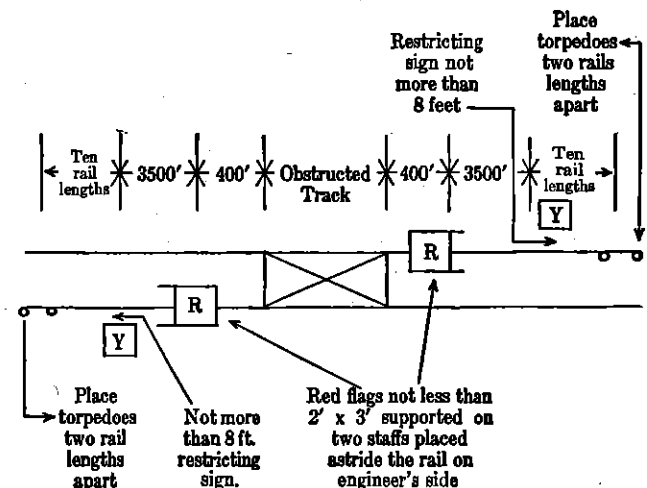 Place
torpedoes
two rails
lengths
apart
Restricting
sign not
more than
8 feet
Ten
rail
lengths
3500'
400'
Obstructed
Track
400'
3500'
Ten
rail
lengths
Y
R
R
Y
Place
torpedoes
two rail
lengths
apart
Not more
than 8 ft.
restricting
sign.
Red flags not less than
2' x 3' supported on
two staffs placed
astride the rail on
engineer's side